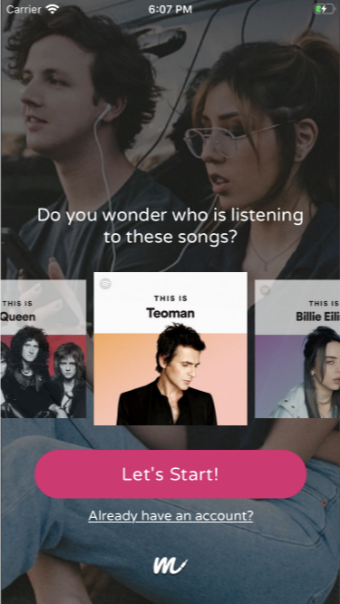 Carrier
6:07 PM
Do you wonder who is listening
to these songs?
THIS IS
Queen
THIS IS
Teoman
THIS IS
Billie Eili
Let's Start!
Already have an account?
m